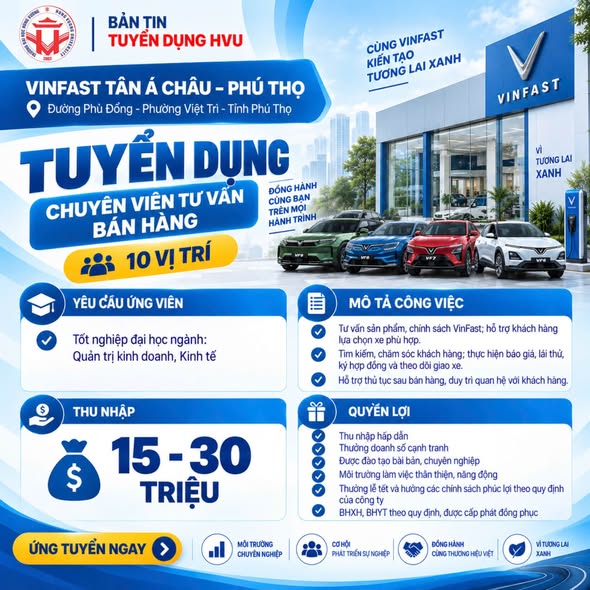 BẢN TIN
TUYỂN DỤNG HVU
CÙNG VINFAST
KIẾN TẠO
TƯƠNG LAI XANH
VINFAST
VINFAST TÂN Á CHÂU – PHÚ THỌ
Đường Phù Đổng - Phường Việt Trì - Tỉnh Phú Thọ
TUYỂN DỤNG
CHUYÊN VIÊN TƯ VẤN
BÁN HÀNG
10 VỊ TRÍ
ĐỒNG HÀNH
CÙNG BẠN
TRÊN MỌI
HÀNH TRÌNH
VÌ
TƯƠNG LAI
XANH
YÊU CẦU ỨNG VIÊN
Tốt nghiệp đại học ngành:
Quản trị kinh doanh, Kinh tế
MÔ TẢ CÔNG VIỆC
Tư vấn sản phẩm, chính sách VinFast; hỗ trợ khách hàng
lựa chọn xe phù hợp.
Tìm kiếm, chăm sóc khách hàng; thực hiện báo giá, lái thử,
ký hợp đồng và theo dõi giao xe.
Hỗ trợ thủ tục sau bán hàng, duy trì quan hệ với khách hàng.
THU NHẬP
15 - 30
TRIỆU
QUYỀN LỢI
Thu nhập hấp dẫn
Thưởng doanh số cạnh tranh
Được đào tạo bài bản, chuyên nghiệp
Môi trường làm việc thân thiện, năng động
Thưởng lễ tết và hưởng các chính sách phúc lợi theo quy định
của công ty
BHXH, BHYT theo quy định, được cấp phát đồng phục
ỨNG TUYỂN NGAY
MÔI TRƯỜNG
CHUYÊN NGHIỆP
CƠ HỘI
PHÁT TRIỂN SỰ NGHIỆP
ĐỒNG HÀNH
CÙNG THƯƠNG HIỆU VIỆT
VÌ TƯƠNG LAI
XANH